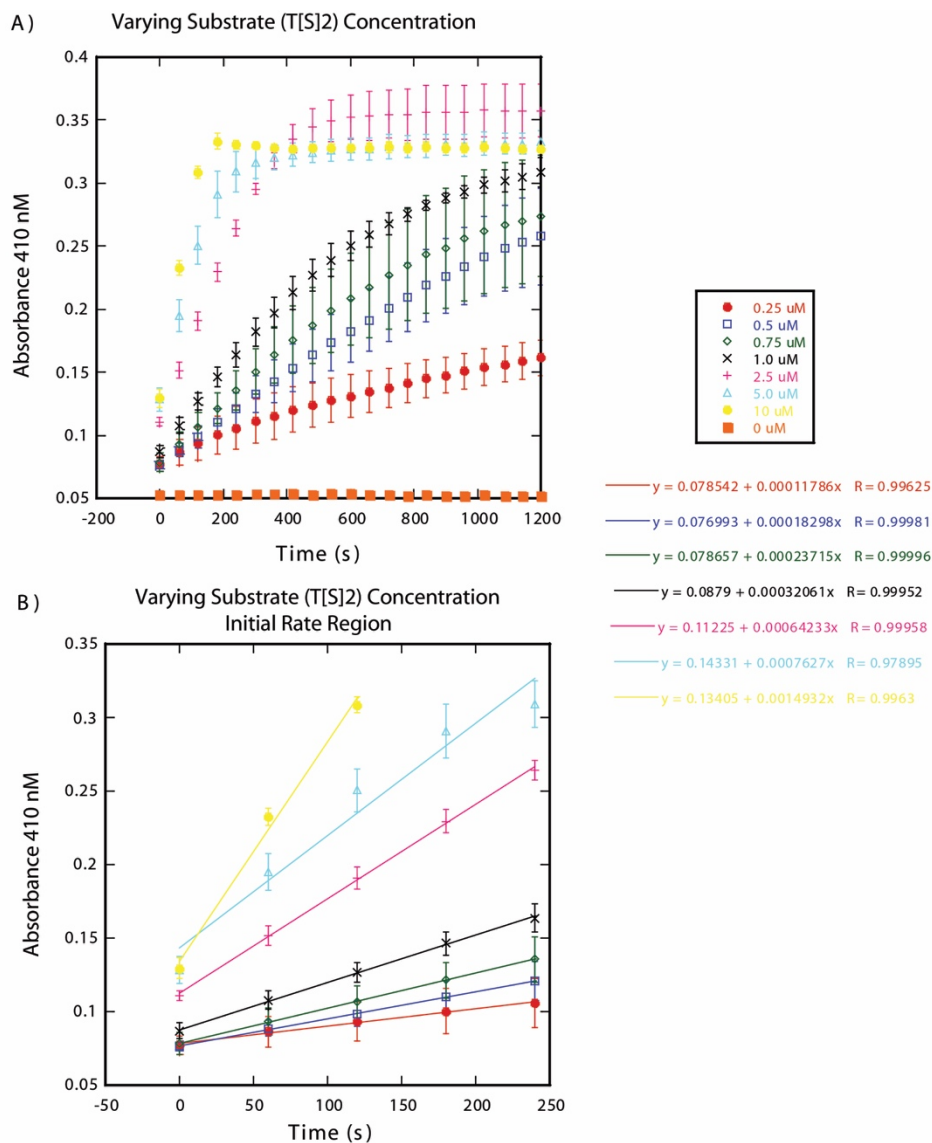 A )
Varying Substrate (T[S]2) Concentration
0.4
0.35
0.3
0.25
0.2
0.15
0.1
0.05
Absorbance 410 nM
-200 0 200 400 600 800 1000 1200
Time (s)
0.25 uM
0.5 uM
0.75 uM
1.0 uM
2.5 uM
5.0 uM
10 uM
0 uM
y = 0.078542 + 0.00011786x R= 0.99625
y = 0.076993 + 0.00018298x R= 0.99981
y = 0.078657 + 0.00023715x R= 0.99996
y = 0.0879 + 0.00032061x R= 0.99952
y = 0.11225 + 0.00064233x R= 0.99958
y = 0.14331 + 0.0007627x R= 0.97895
y = 0.13405 + 0.0014932x R= 0.9963
B )
Varying Substrate (T[S]2) Concentration
Initial Rate Region
0.35
0.3
0.25
0.2
0.15
0.1
0.05
Absorbance 410 nM
-50 0 50 100 150 200 250
Time (s)